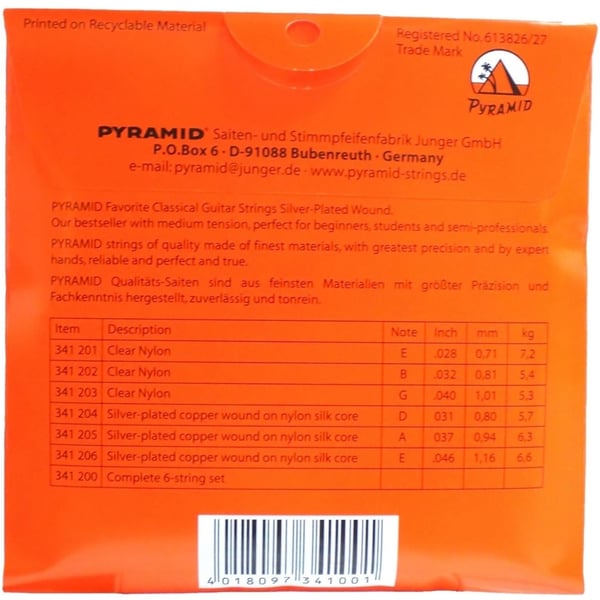 Printed on Recyclable Material
Registered No. 613826/27
Trade Mark
PYRAMID
PYRAMID® Saiten- und Stimmpfeifenfabrik Junger GmbH
P.O.Box 6 · D-91088 Bubenreuth · Germany
e-mail: pyramid@junger.de · www.pyramid-strings.de
PYRAMID Favorite Classical Guitar Strings Silver-Plated Wound.
Our bestseller with medium tension, perfect for beginners, students and semi-professionals.
PYRAMID strings of quality made of finest materials, with greatest precision and by expert
hands, reliable and perfect and true.
PYRAMID Qualitäts-Saiten sind aus feinsten Materialien mit größter Präzision und
Fachkenntnis hergestellt, zuverlässig und tonrein.
Item Description Note Inch mm kg
341 201 Clear Nylon E .028 0,71 7,2
341 202 Clear Nylon B .032 0,81 5,4
341 203 Clear Nylon G .040 1,01 5,3
341 204 Silver-plated copper wound on nylon silk core D 031 0,80 5,7
341 205 Silver-plated copper wound on nylon silk core A 037 0,94 6,3
341 206 Silver-plated copper wound on nylon silk core E .046 1,16 6,6
341 200 Complete 6-string set
4 018097 341001